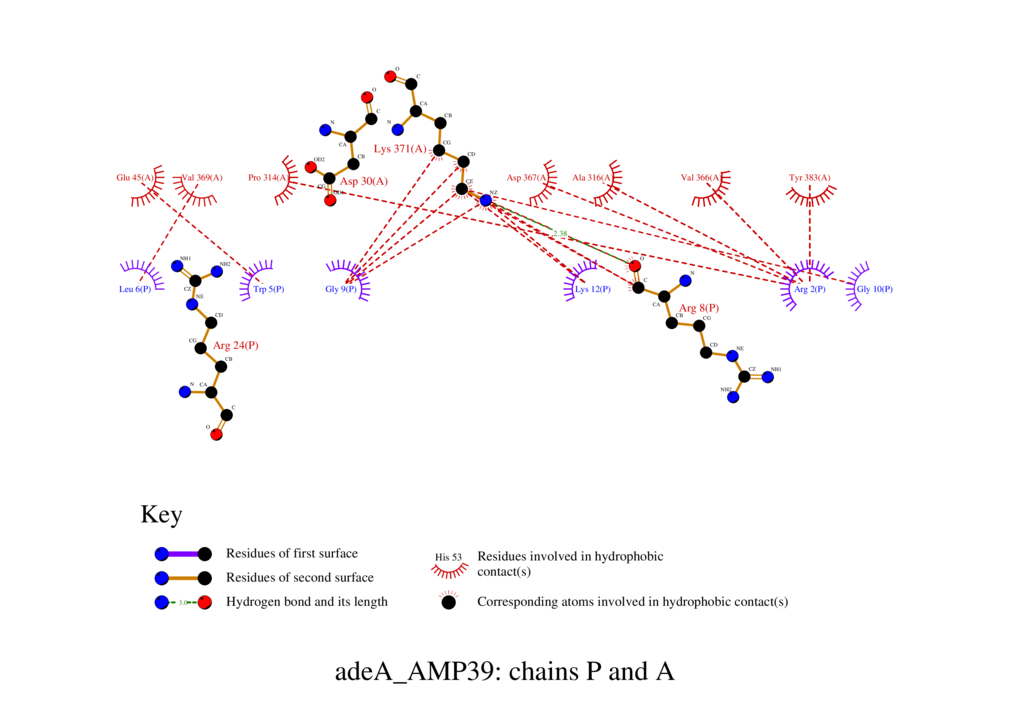 O
C
O
CA
C
CB
N
N
CA
Lys 371(A)
CG
CD
OD2
CB
Glu 45(A)
Val 369(A)
Pro 314(A)
CG
Asp 30(A)
CE
NZ
Asp 367(A)
Ala 316(A)
Val 366(A)
Tyr 383(A)
2.38
NH1
NH2
O
C
N
Leu 6(P)
CZ
Trp 5(P)
Gly 9(P)
Lys 12(P)
CA
Arg 2(P)
Gly 10(P)
NE
Arg 8(P)
CD
CB
CG
CG
Arg 24(P)
CD
NE
CB
CZ
NH1
N
CA
NH2
C
O
Key
Residues of first surface
Residues of second surface
3.0
Hydrogen bond and its length
His 53
Residues involved in hydrophobic
contact(s)
Corresponding atoms involved in hydrophobic contact(s)
adeA_AMP39: chains P and A